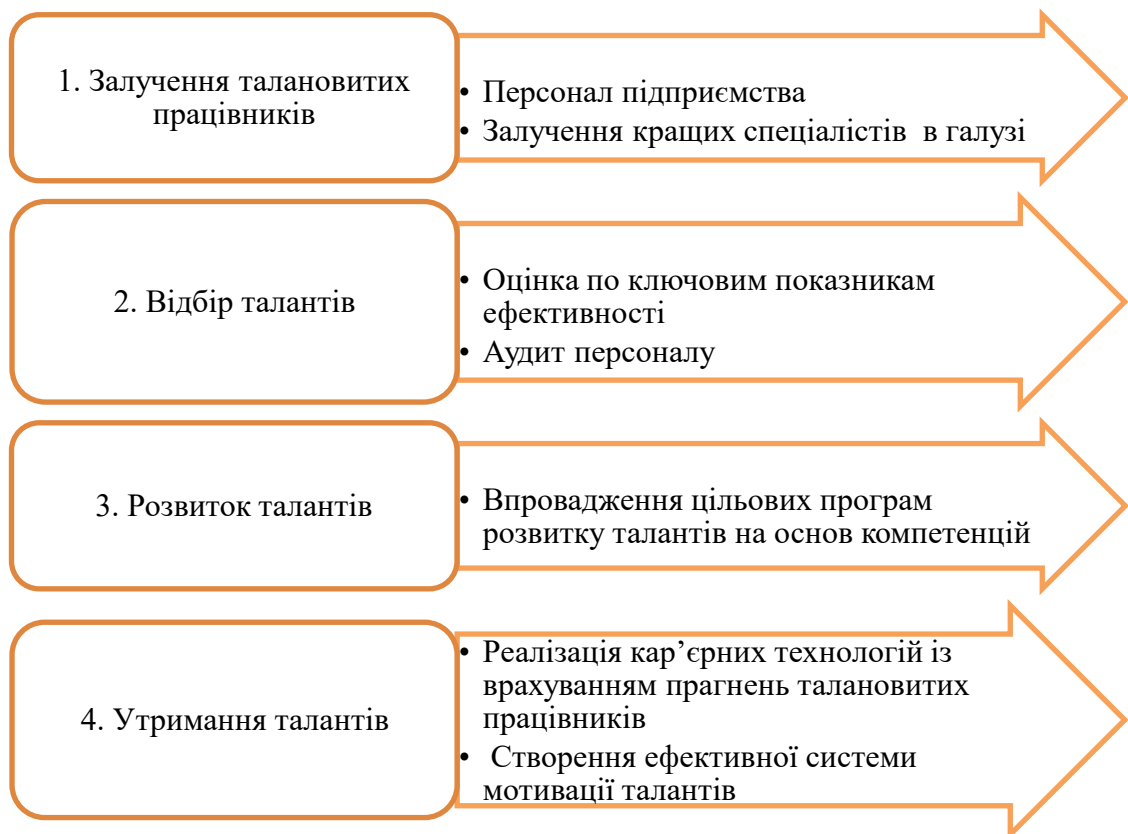 1. Залучення талановитих
працівників
• Персонал підприємства
• Залучення кращих спеціалістів в галузі
2. Відбір талантів
• Оцінка по ключовим показникам
ефективності
• Аудит персоналу
3. Розвиток талантів
• Впровадження цільових програм
розвитку талантів на основ компетенцій
4. Утримання талантів
• Реалізація кар’єрних технологій із
врахуванням прагнень талановитих
працівників
• Створення ефективної системи
мотивації талантів